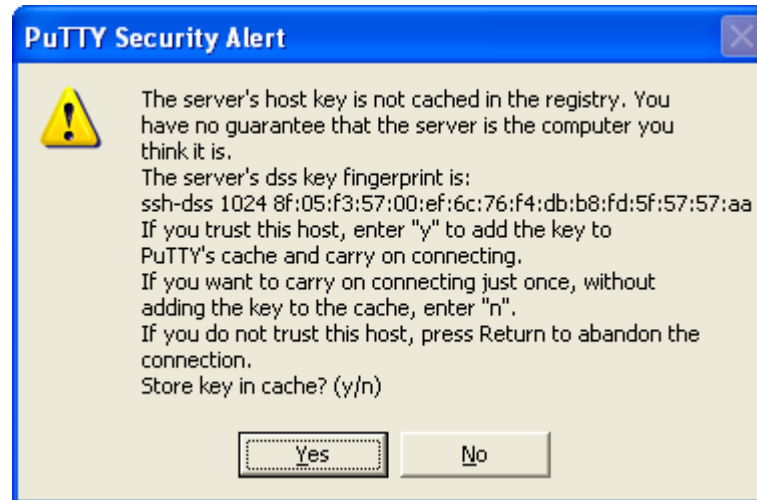 PuTTY Security Alert
The server's host key is not cached in the registry. You
have no guarantee that the server is the computer you
think it is.
The server's dss key fingerprint is:
ssh-dss 1024 8f:05:f3:57:00:ef:6c:76:f4:db:b8:fd:5f:57:57:aa
If you trust this host, enter "y" to add the key to
PuTTY's cache and carry on connecting.
If you want to carry on connecting just once, without
adding the key to the cache, enter "n".
If you do not trust this host, press Return to abandon the
connection.
Store key in cache? (y/n)
Yes No